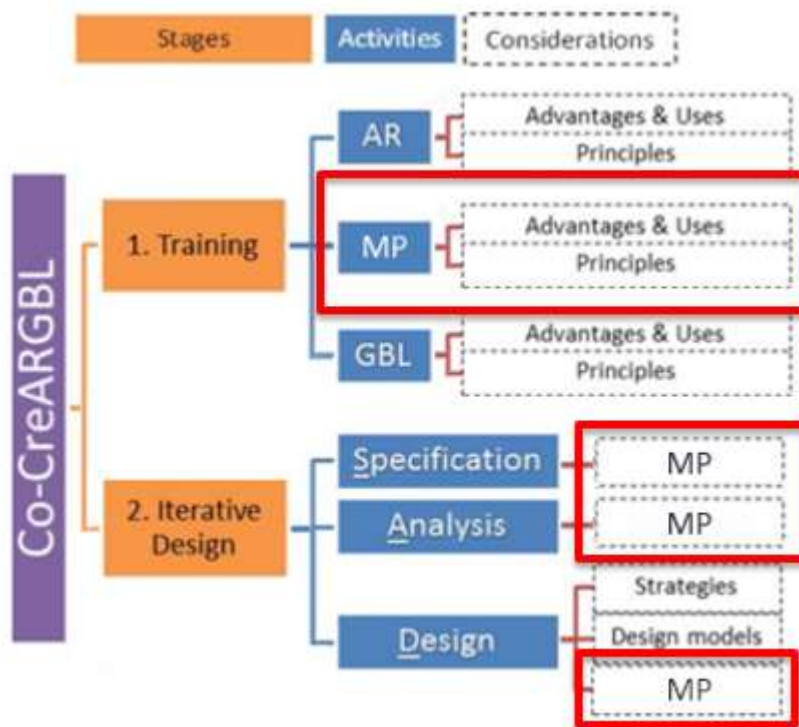 Stages
Activities
Considerations
Co-CreARGBL
1. Training
AR
Advantages & Uses
Principles
MP
Advantages & Uses
Principles
GBL
Advantages & Uses
Principles
2. Iterative
Design
Specification
MP
Analysis
MP
Design
Strategies
Design models
MP